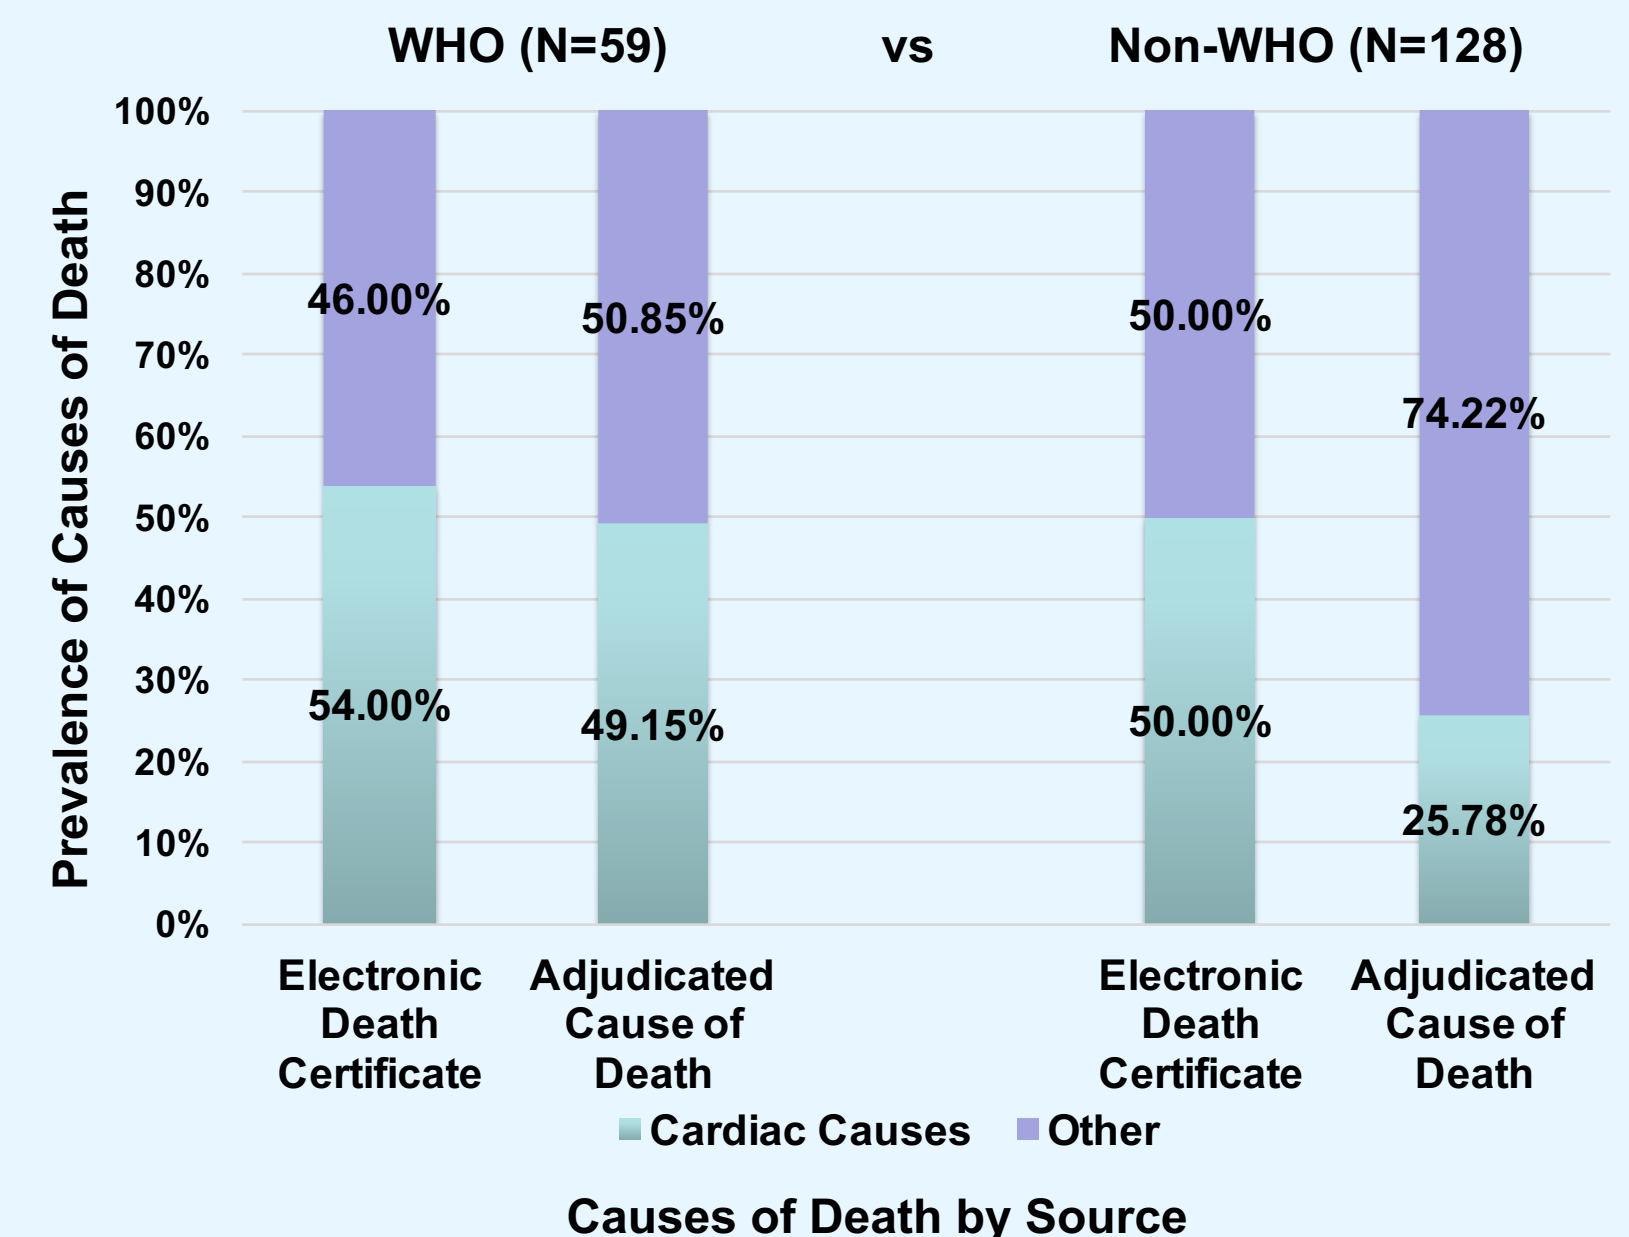 WHO (N=59) vs Non-WHO (N=128)
Prevalence of Causes of Death
100%
90%
80%
70%
60%
50%
40%
30%
20%
10%
0%
46.00%
50.85%
50.00%
74.22%
54.00%
49.15%
50.00%
25.78%
Electronic
Death
Certificate
Adjudicated
Cause of
Death
Electronic
Death
Certificate
Adjudicated
Cause of
Death
Cardiac Causes
Other
Causes of Death by Source